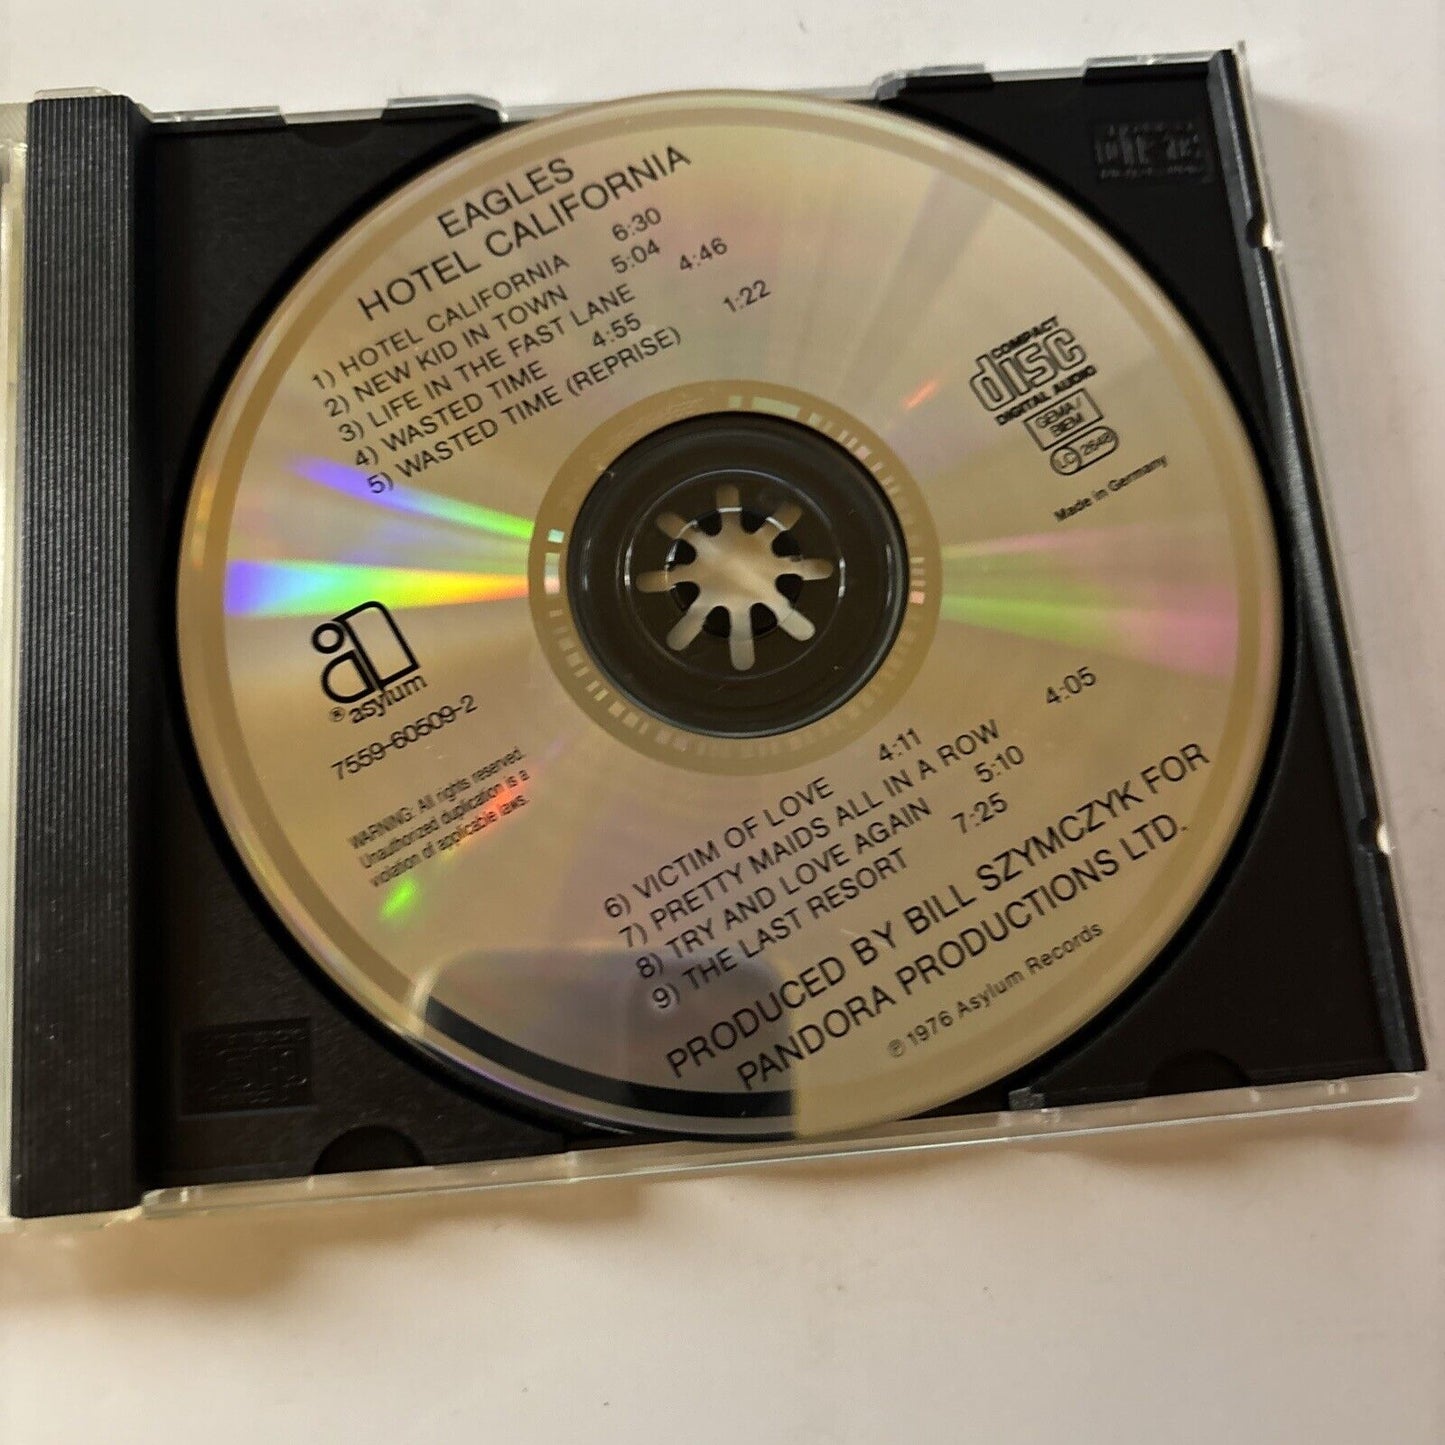 EAGLES
HOTEL CALIFORNIA
1) HOTEL CALIFORNIA 6:30
2) NEW KID IN TOWN 5:04
3) LIFE IN THE FAST LANE 4:46
4) WASTED TIME 4:55
5) WASTED TIME (REPRISE) 1:22
COMPACT
disc
DIGITAL AUDIO
GEMA/
BIEM
LC 2648
Made in Germany
® asylum
7559-60509-2
WARNING: All rights reserved.
Unauthorized duplication is a
violation of applicable laws.
6) VICTIM OF LOVE 4:11
7) PRETTY MAIDS ALL IN A ROW 4:05
8) TRY AND LOVE AGAIN 5:10
9) THE LAST RESORT 7:25
PRODUCED BY BILL SZYMCZYK FOR
PANDORA PRODUCTIONS LTD.
℗ 1976 Asylum Records